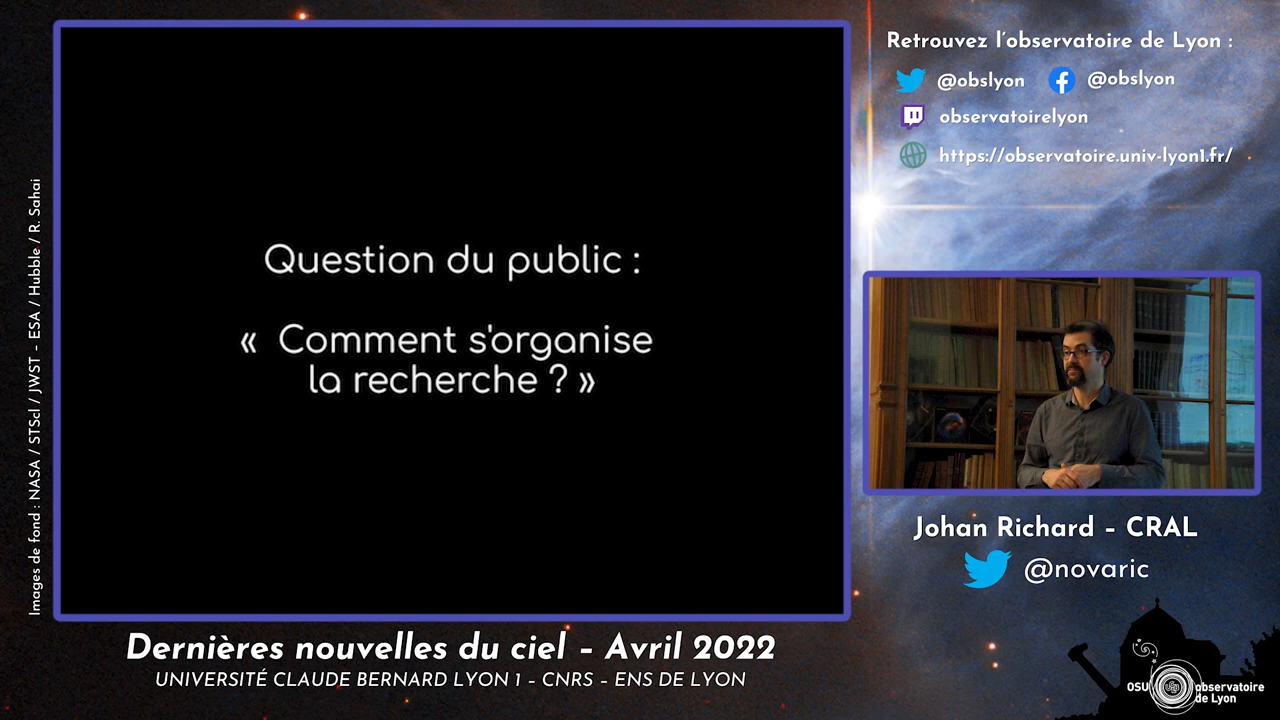 Retrouvez l'observatoire de Lyon :
@obslyon @obslyon
observatoirelyon
https://observatoire.univ-lyon1.fr/
Question du public :
« Comment s'organise
la recherche ? »
Images de fond : NASA / STScI / JWST - ESA / Hubble / R. Sahai
Johan Richard – CRAL
@novaric
Dernières nouvelles du ciel – Avril 2022
UNIVERSITÉ CLAUDE BERNARD LYON 1 – CNRS – ENS DE LYON
OSU observatoire
de Lyon